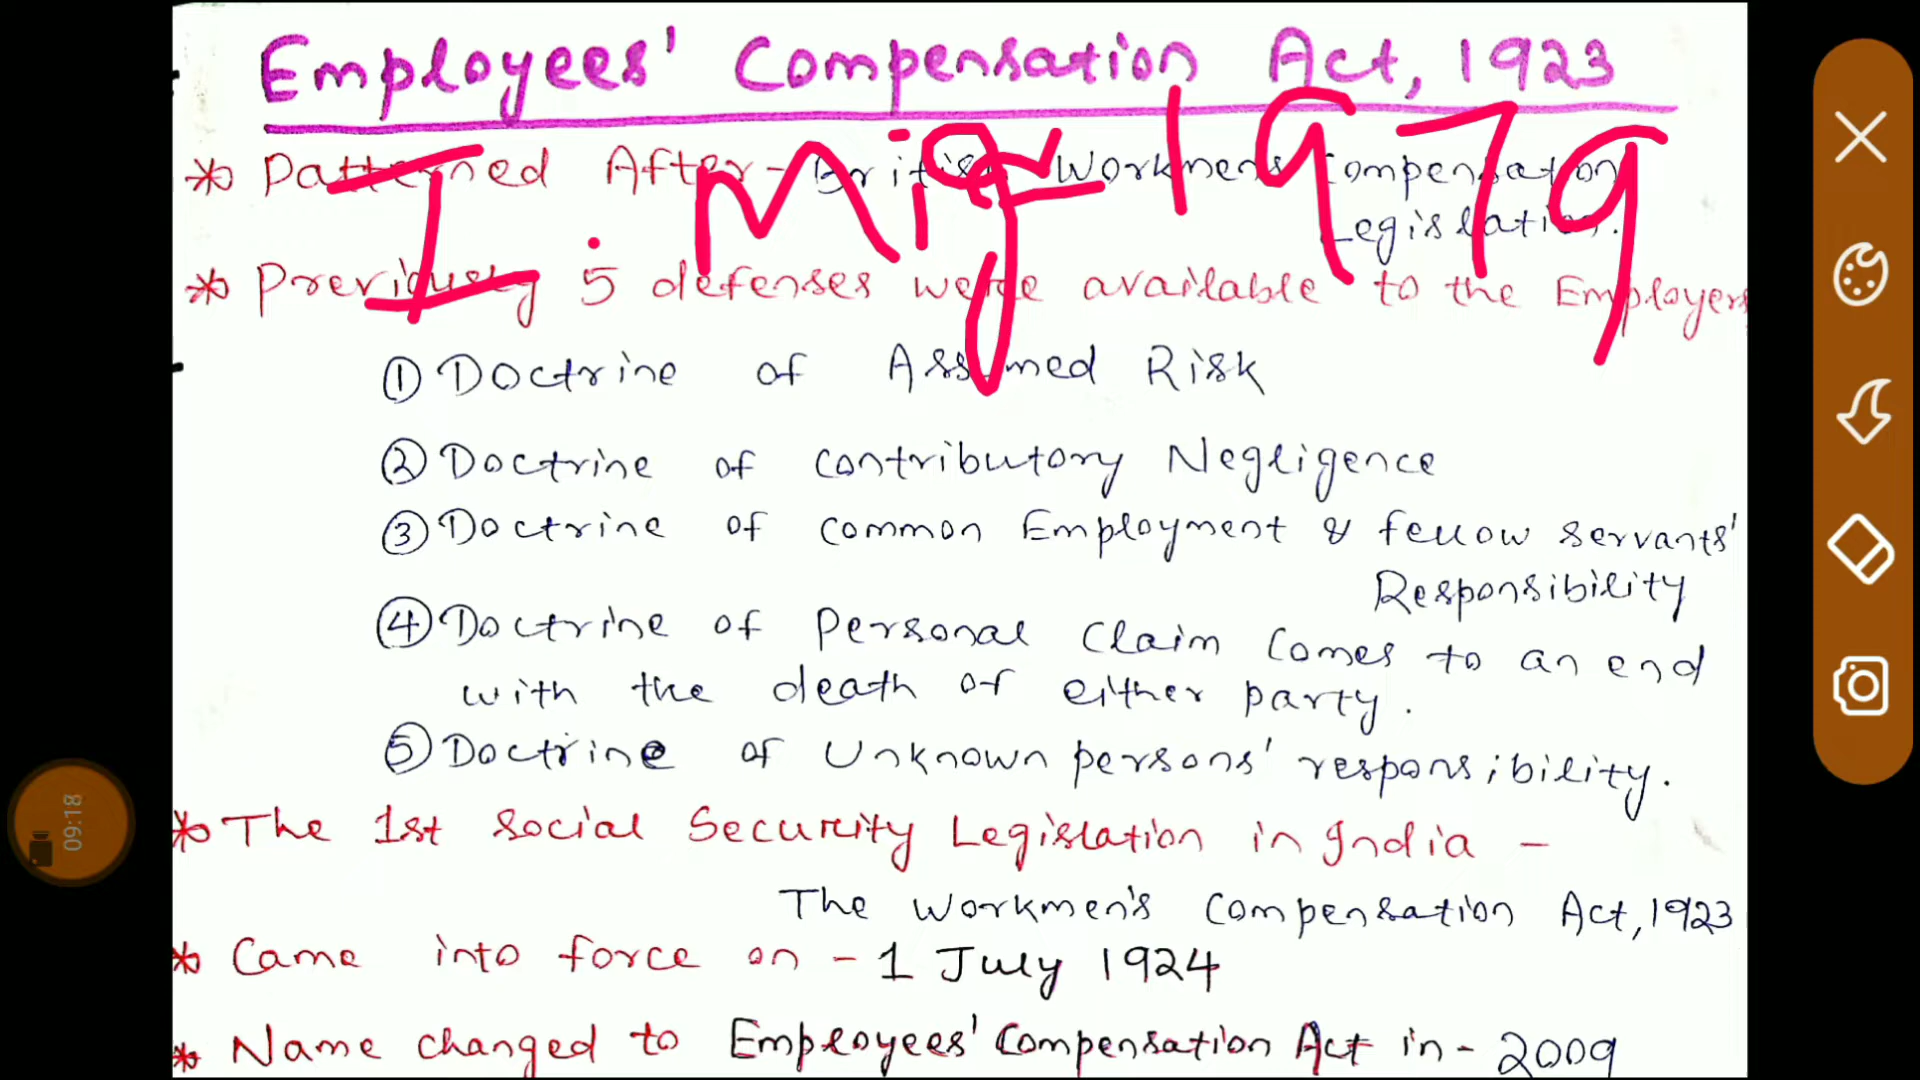 Employees' Compensation Act, 1923
I. Mig 1979
* Patterned After - British Workmen's Compensation
Legislation.
* Previously 5 defenses were available to the Employers
① Doctrine of Assumed Risk
② Doctrine of Contributory Negligence
③ Doctrine of Common Employment & fellow servants'
Responsibility
④ Doctrine of Personal Claim Comes to an end
with the death of either party.
⑤ Doctrine of Unknown persons' responsibility.
* The 1st Social Security Legislation in India -
The Workmen's Compensation Act, 1923
* Came into force on - 1 July 1924
* Name changed to Employees' Compensation Act in - 2009
09:18